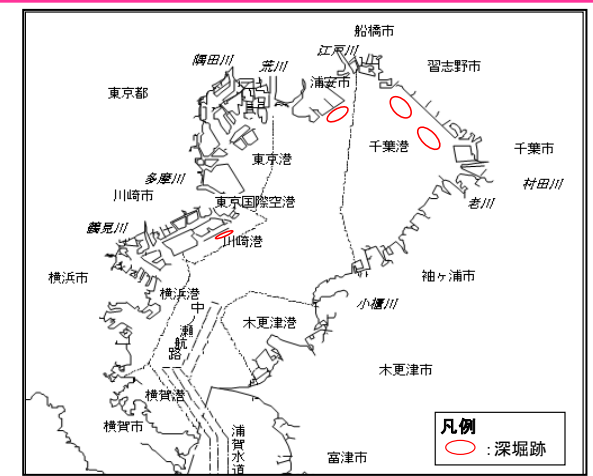 船橋市
江戸川
隅田川
荒川
習志野市
浦安市
東京都
千葉港
千葉市
東京港
多摩川
村田川
川崎市
東京国際空港
老川
鶴見川
川崎港
横浜市
袖ヶ浦市
横浜港
小櫃川
中瀬航路
木更津港
木更津市
横賀港
横賀市
浦賀水道
富津市
凡例
:深堀跡